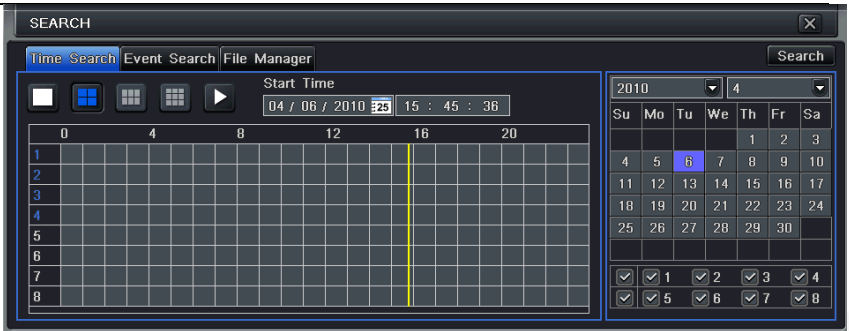 SEARCH
Time Search Event Search File Manager Search
Start Time
04 / 06 / 2010 25 15 : 45 : 36
0 4 8 12 16 20
1
2
3
4
5
6
7
8
2010 4
Su Mo Tu We Th Fr Sa
1 2 3
4 5 6 7 8 9 10
11 12 13 14 15 16 17
18 19 20 21 22 23 24
25 26 27 28 29 30
1 2 3 4
5 6 7 8